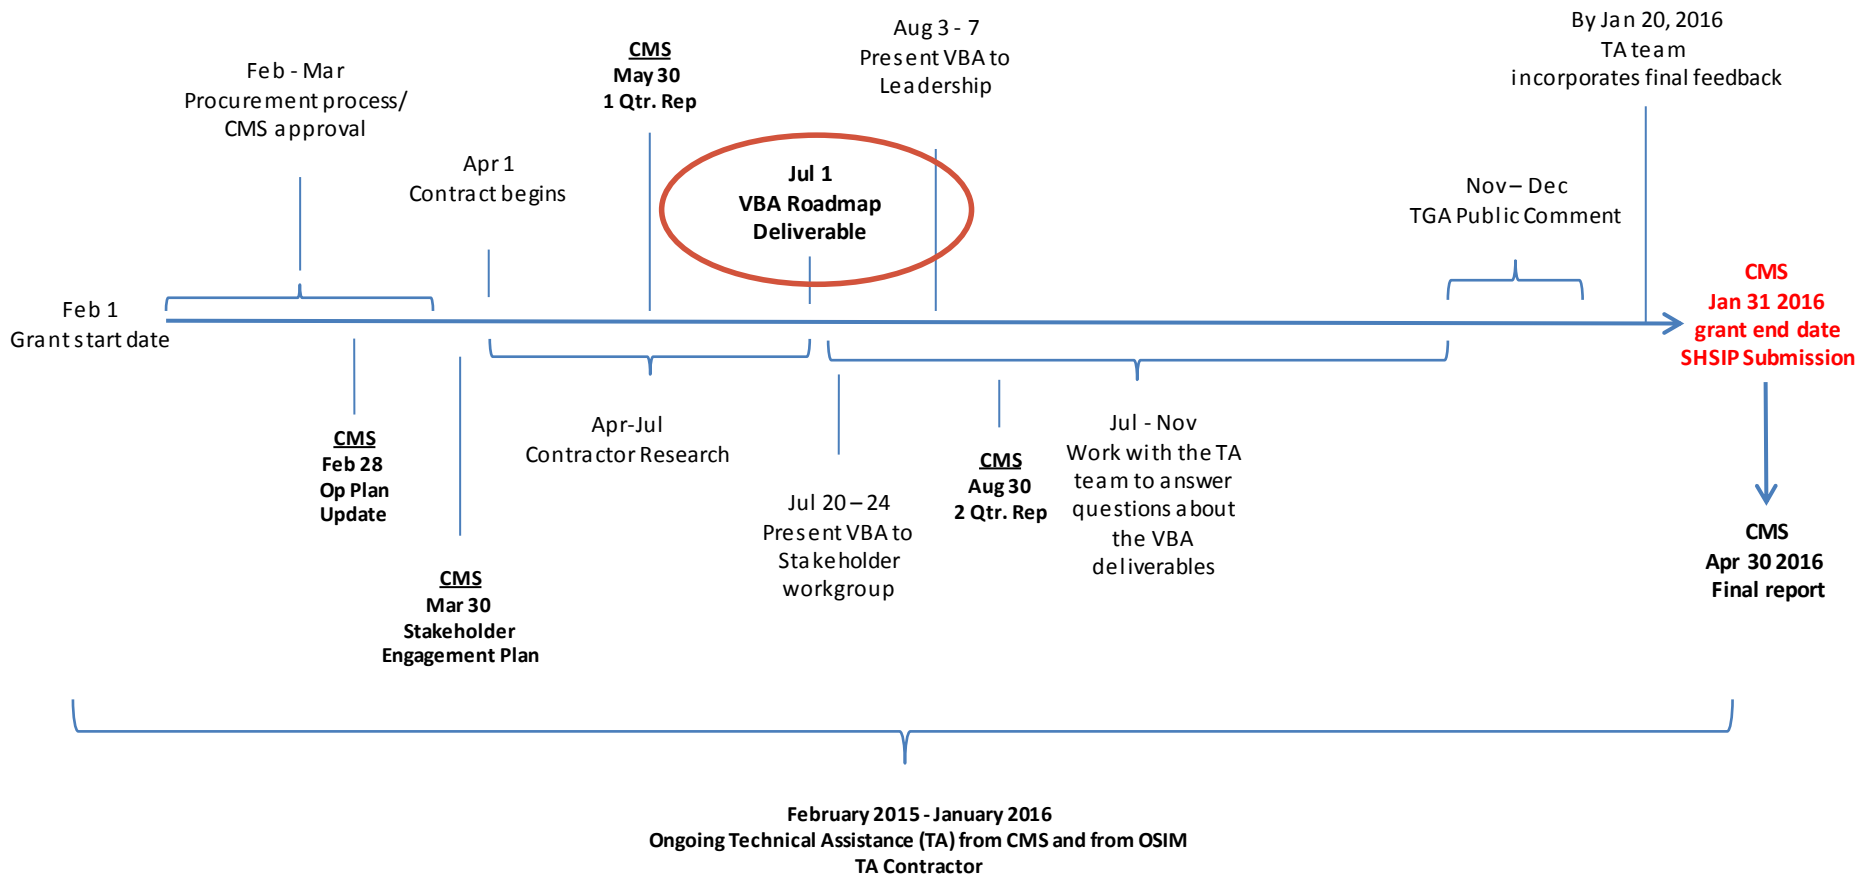 Feb 1
Grant start date
Feb - Mar
Procurement process/
CMS approval
Apr 1
Contract begins
CMS
May 30
1 Qtr. Rep
Jul 1
VBA Roadmap
Deliverable
Aug 3 - 7
Present VBA to
Leadership
Nov – Dec
TGA Public Comment
By Jan 20, 2016
TA team
incorporates final feedback
CMS
Jan 31 2016
grant end date
SHSIP Submission
CMS
Feb 28
Op Plan
Update
CMS
Mar 30
Stakeholder
Engagement Plan
Apr-Jul
Contractor Research
Jul 20 – 24
Present VBA to
Stakeholder
workgroup
CMS
Aug 30
2 Qtr. Rep
Jul - Nov
Work with the TA
team to answer
questions about
the VBA
deliverables
CMS
Apr 30 2016
Final report
February 2015 - January 2016
Ongoing Technical Assistance (TA) from CMS and from OSIM
TA Contractor